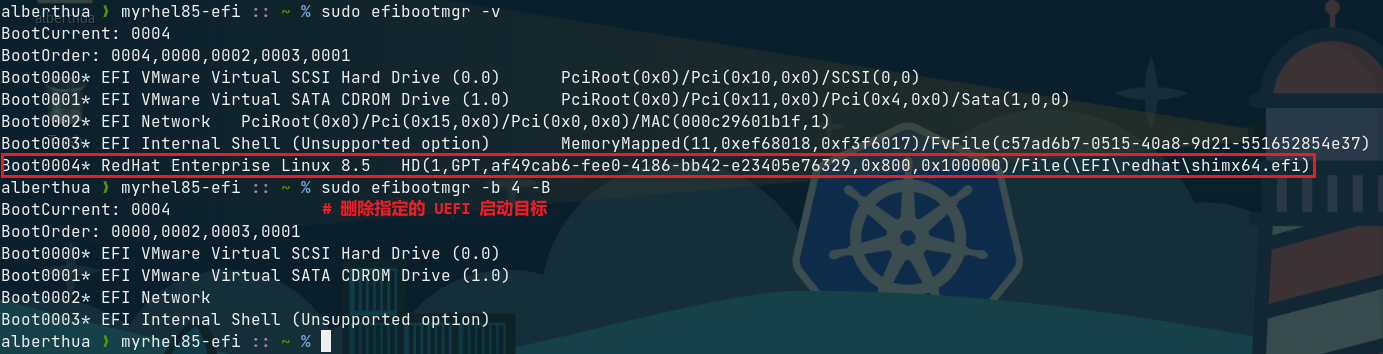 alberthua ❯ myrhel85-efi :: ~ % sudo efibootmgr -v
BootCurrent: 0004
BootOrder: 0004,0000,0002,0003,0001
Boot0000* EFI VMware Virtual SCSI Hard Drive (0.0)      PciRoot(0x0)/Pci(0x10,0x0)/SCSI(0,0)
Boot0001* EFI VMware Virtual SATA CDROM Drive (1.0)     PciRoot(0x0)/Pci(0x11,0x0)/Pci(0x4,0x0)/Sata(1,0,0)
Boot0002* EFI Network   PciRoot(0x0)/Pci(0x15,0x0)/Pci(0x0,0x0)/MAC(000c29601b1f,1)
Boot0003* EFI Internal Shell (Unsupported option)       MemoryMapped(11,0xef68018,0xf3f6017)/FvFile(c57ad6b7-0515-40a8-9d21-551652854e37)
Boot0004* RedHat Enterprise Linux 8.5   HD(1,GPT,af49cab6-fee0-4186-bb42-e23405e76329,0x800,0x100000)/File(\EFI\redhat\shimx64.efi)
alberthua ❯ myrhel85-efi :: ~ % sudo efibootmgr -b 4 -B
BootCurrent: 0004 # 删除指定的 UEFI 启动目标
BootOrder: 0000,0002,0003,0001
Boot0000* EFI VMware Virtual SCSI Hard Drive (0.0)
Boot0001* EFI VMware Virtual SATA CDROM Drive (1.0)
Boot0002* EFI Network
Boot0003* EFI Internal Shell (Unsupported option)
alberthua ❯ myrhel85-efi :: ~ %